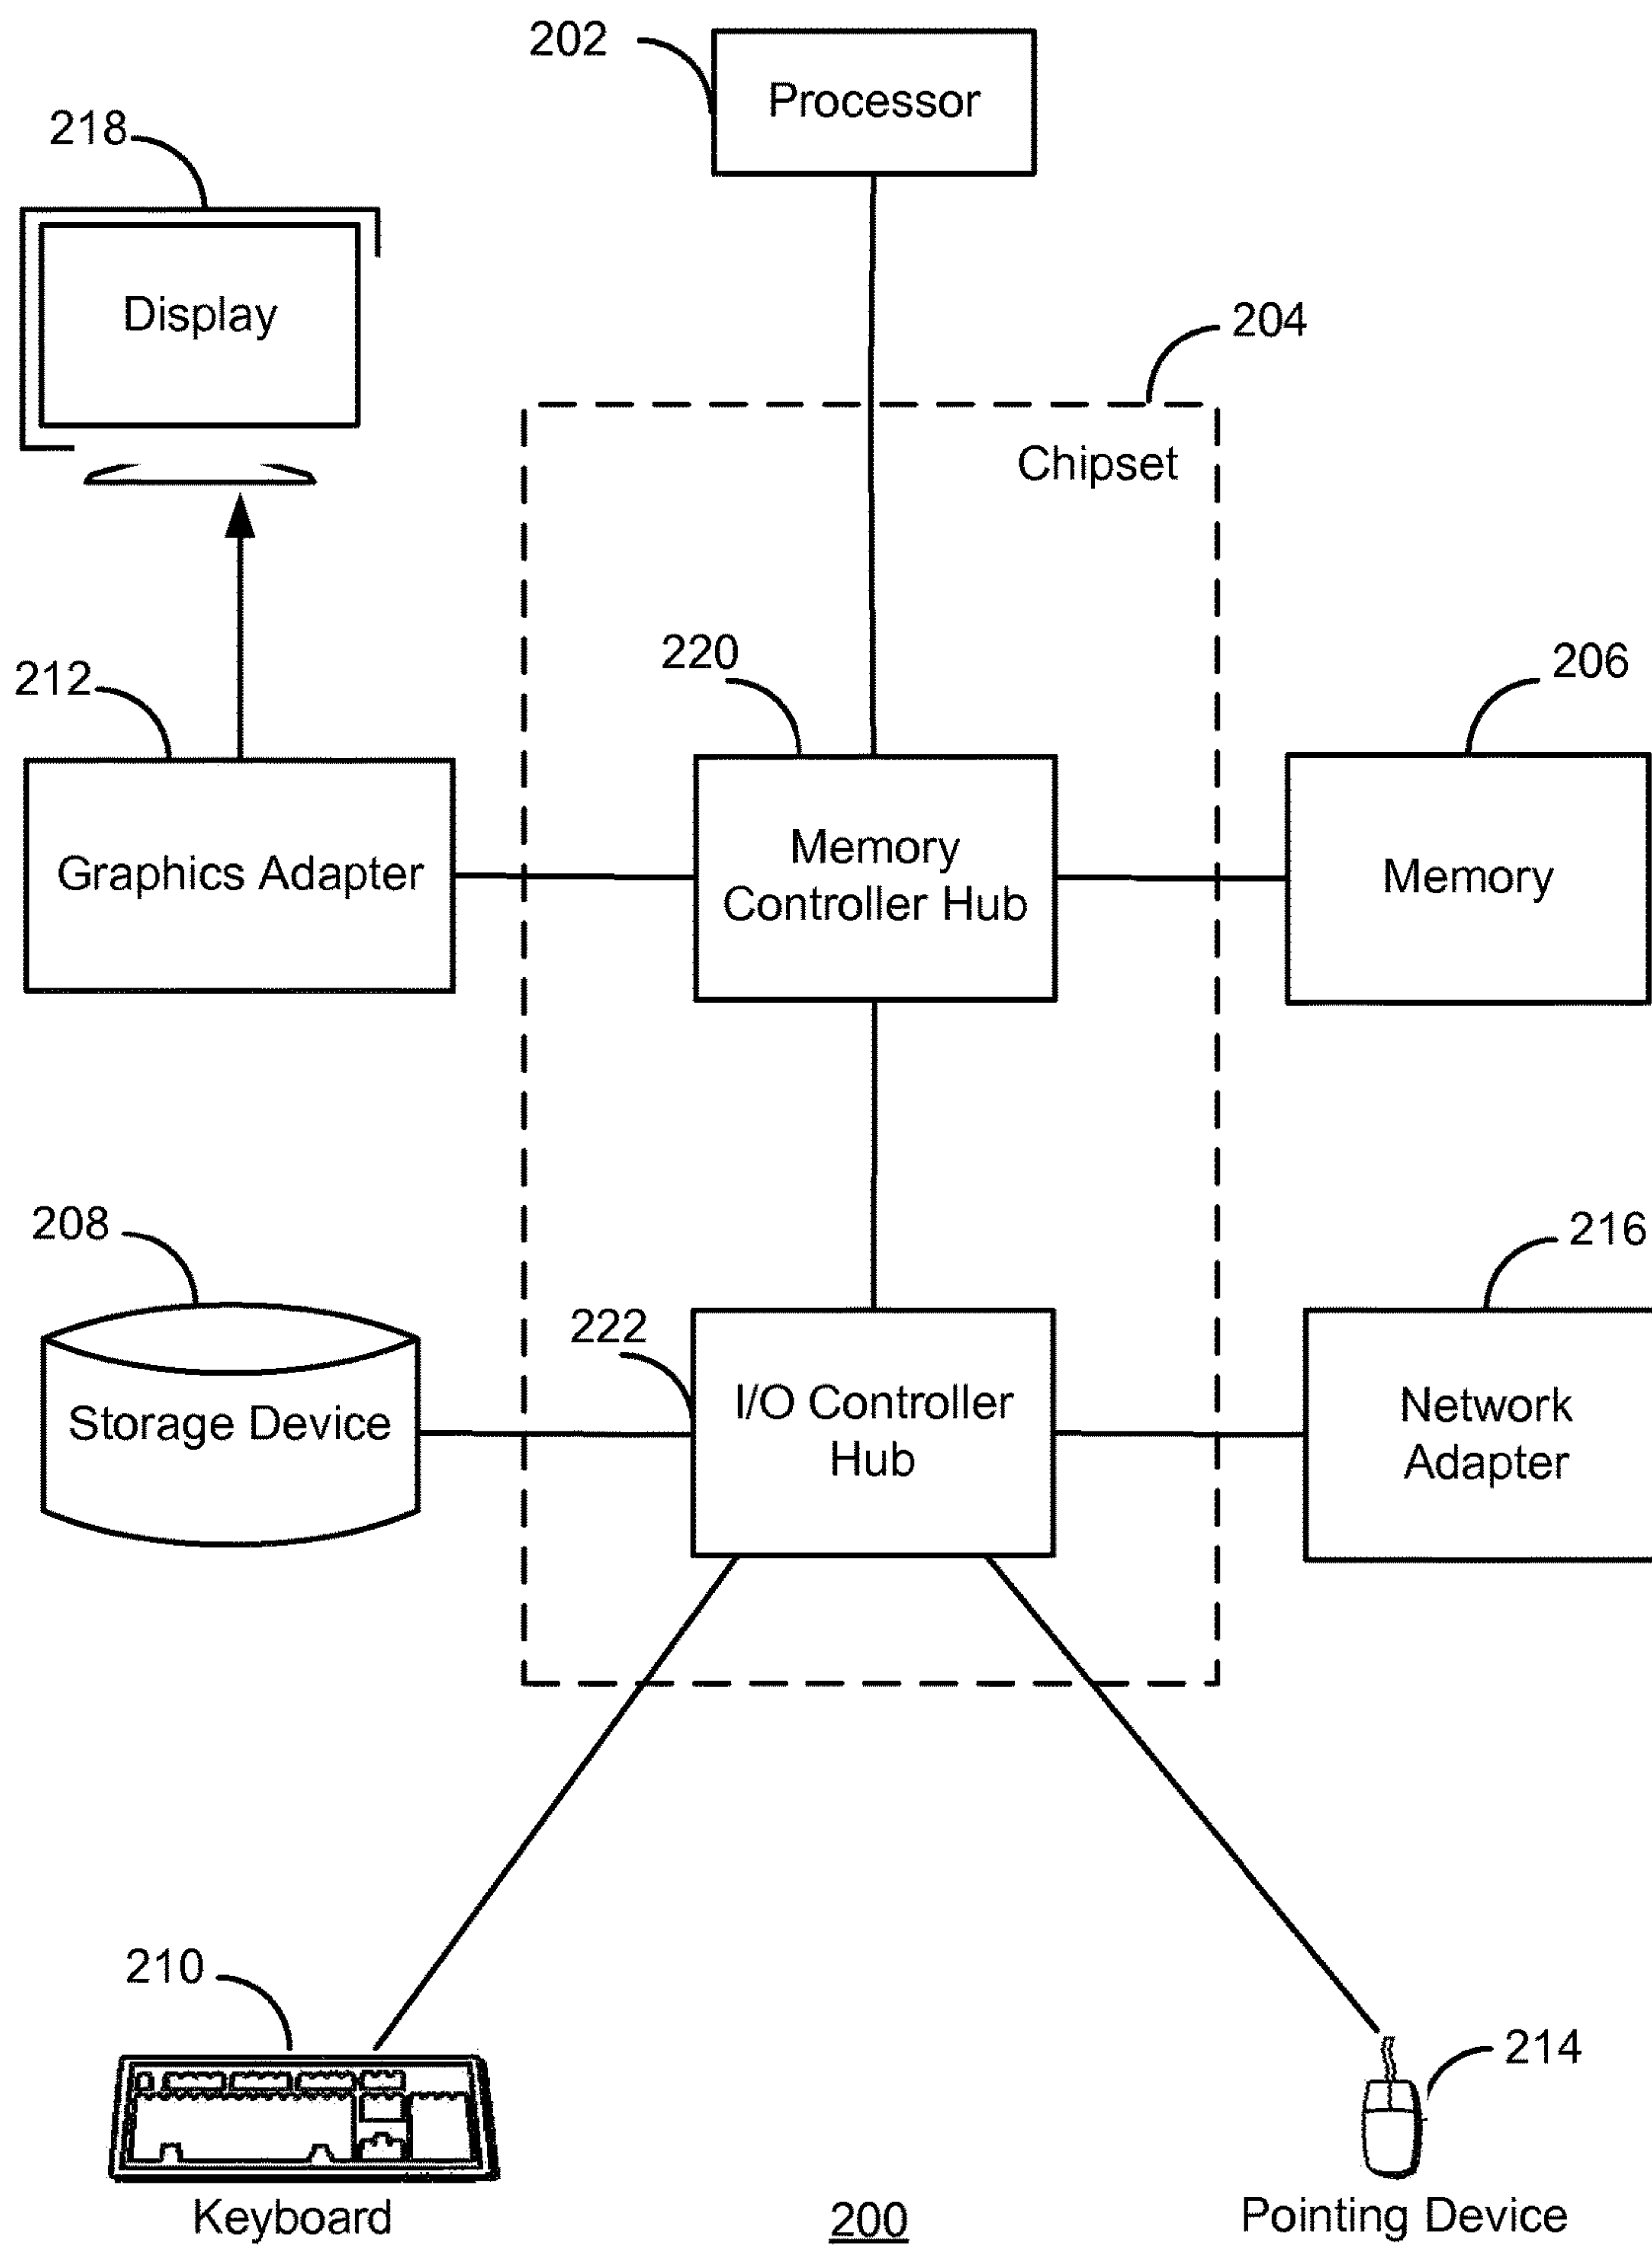 202
Processor
218
Display
204
Chipset
220
206
212
Memory
Controller Hub
Graphics Adapter
Memory
208
216
222
I/O Controller
Hub
Storage Device
Network
Adapter
210
214
Keyboard
200
Pointing Device